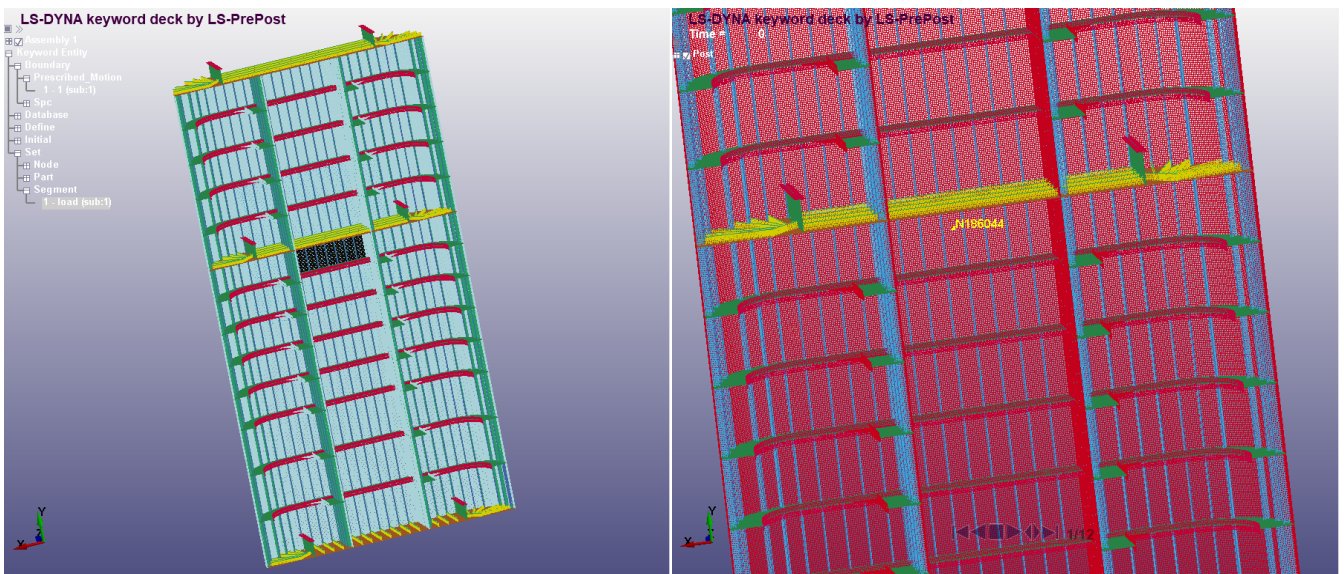 LS-DYNA keyword deck by LS-PrePost
Assembly 1
Keyword Entity
Boundary
Prescribed_Motion
1 - 1 (sub:1)
Spc
Database
Define
Initial
Set
Node
Part
Segment
1 - load (sub:1)
Y
Z
X
LS-DYNA keyword deck by LS-PrePost
Time = 0
Post
N186044
1/12
Y
X